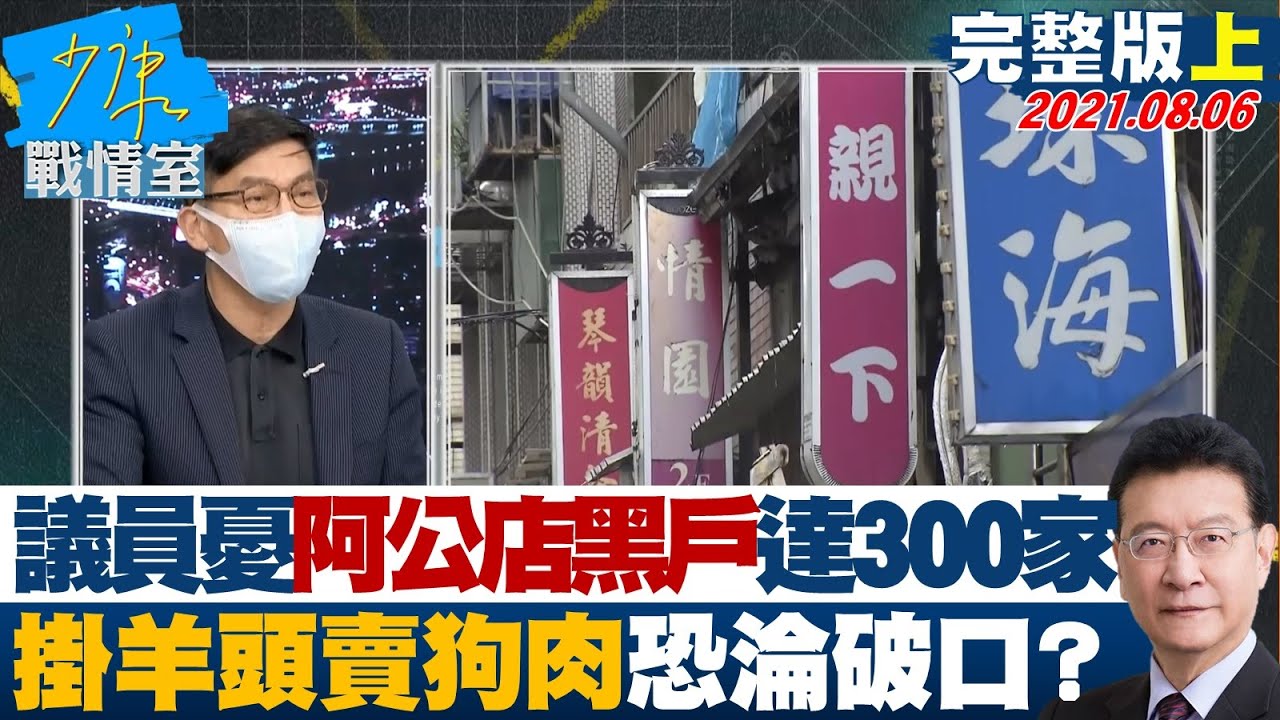 少康
戰情室
完整版上
2021.08.06
琴韻清
情園
2F
親一下
海
議員憂阿公店黑戶達300家
掛羊頭賣狗肉恐淪破口?